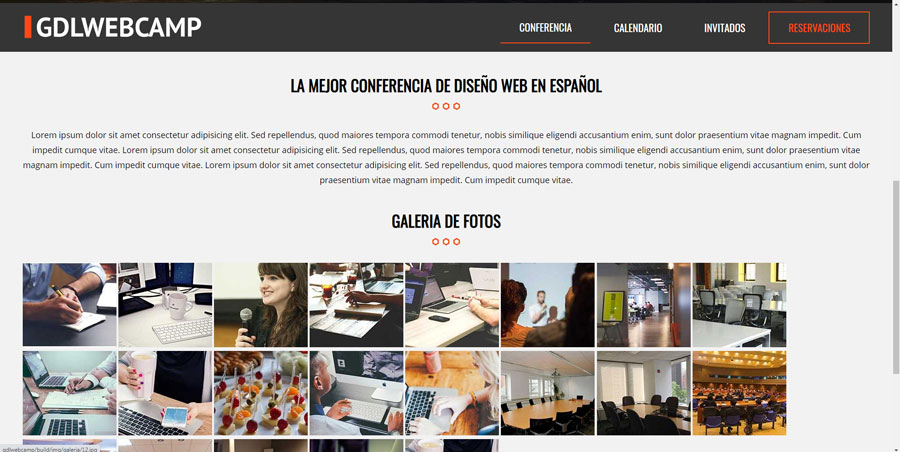 GDLWEBCAMP
CONFERENCIA
CALENDARIO
INVITADOS
RESERVACIONES
LA MEJOR CONFERENCIA DE DISEÑO WEB EN ESPAÑOL
Lorem ipsum dolor sit amet consectetur adipisicing elit. Sed repellendus, quod maiores tempora commodi tenetur, nobis similique eligendi accusantium enim, sunt dolor praesentium vitae magnam impedit. Cum
impedit cumque vitae. Lorem ipsum dolor sit amet consectetur adipisicing elit. Sed repellendus, quod maiores tempora commodi tenetur, nobis similique eligendi accusantium enim, sunt dolor praesentium vitae
magnam impedit. Cum impedit cumque vitae. Lorem ipsum dolor sit amet consectetur adipisicing elit. Sed repellendus, quod maiores tempora commodi tenetur, nobis similique eligendi accusantium enim, sunt dolor
praesentium vitae magnam impedit. Cum impedit cumque vitae.
GALERIA DE FOTOS
gdlwebcamp/build/img/galeria/12.jpg